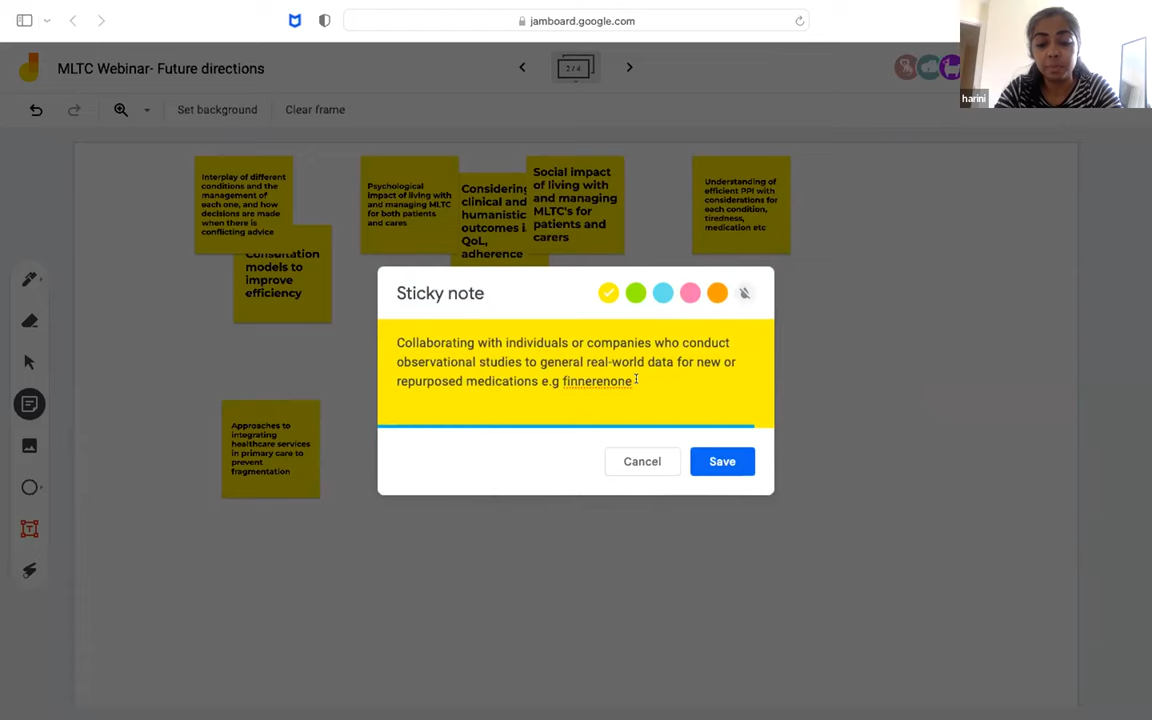 jamboard.google.com
MLTC Webinar- Future directions
2/4
Set background
Clear frame
harini
Interplay of different
conditions and the
management of
each one, and how
decisions are made
when there is
conflicting advice
Consultation
models to
improve
efficiency
Psychological
impact of living with
and managing MLTC
for both patients
and cares
Considering
clinical and
humanistic
outcomes i.
QoL,
adherence
Social impact
of living with
and managing
MLTC's for
patients and
carers
Understanding of
efficient PPI with
considerations for
each condition,
tiredness,
medication etc
Sticky note
Collaborating with individuals or companies who conduct
observational studies to general real-world data for new or
repurposed medications e.g finnerenone
Cancel
Save
Approaches to
integrating
healthcare services
in primary care to
prevent
fragmentation
T